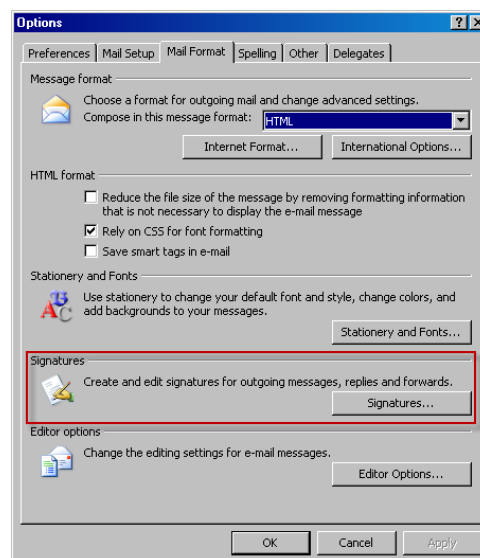 Options
Preferences Mail Setup Mail Format Spelling Other Delegates
Message format
Choose a format for outgoing mail and change advanced settings.
Compose in this message format: HTML
Internet Format... International Options...
HTML format
Reduce the file size of the message by removing formatting information
that is not necessary to display the e-mail message
Rely on CSS for font formatting
Save smart tags in e-mail
Stationery and Fonts
Use stationery to change your default font and style, change colors, and
add backgrounds to your messages.
Stationery and Fonts...
Signatures
Create and edit signatures for outgoing messages, replies and forwards.
Signatures...
Editor options
Change the editing settings for e-mail messages.
Editor Options...
OK Cancel Apply